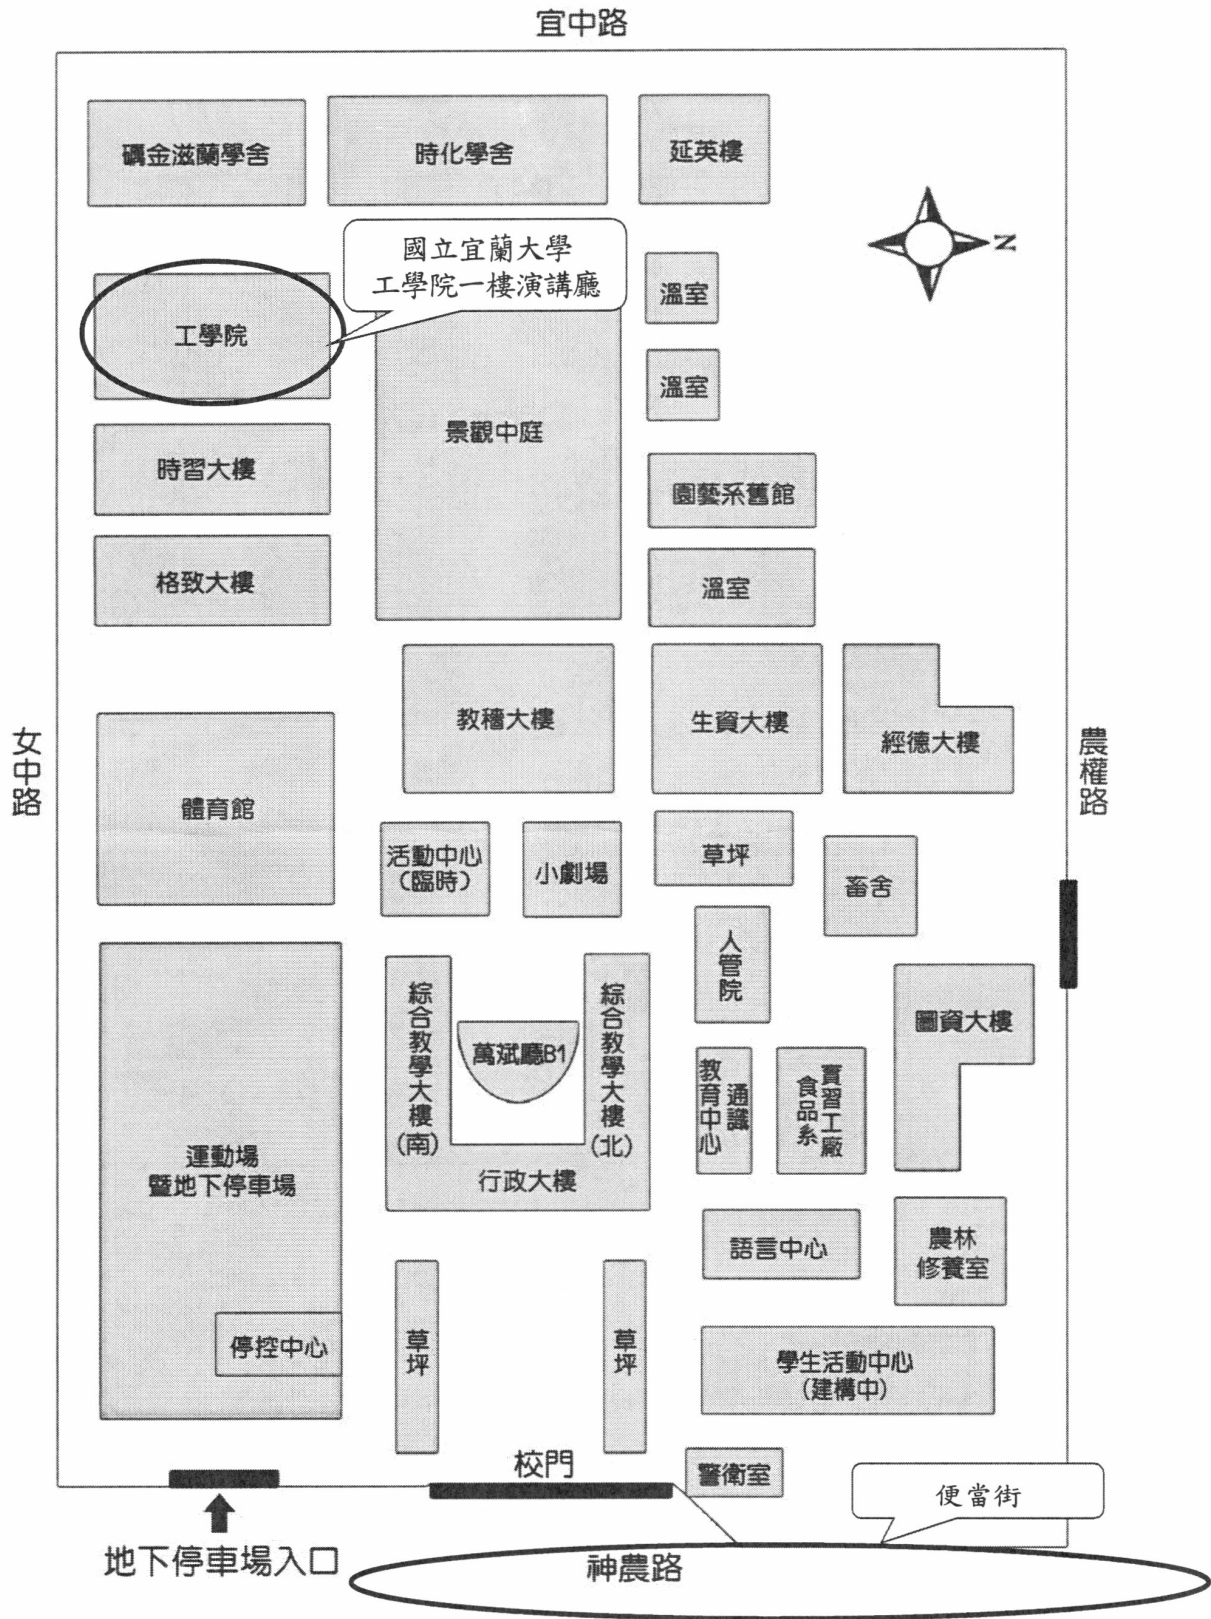 宜中路
礪金滋蘭學舍
時化學舍
延英樓
N
國立宜蘭大學
工學院一樓演講廳
溫室
工學院
溫室
景觀中庭
時習大樓
園藝系舊館
格致大樓
溫室
女中路
農權路
教穡大樓
生資大樓
經德大樓
體育館
活動中心
(臨時)
小劇場
草坪
畜舍
人管院
綜合教學大樓(南)
萬斌廳B1
綜合教學大樓(北)
圖資大樓
通識
教育中心
實習工廠
食品系
運動場
暨地下停車場
行政大樓
語言中心
農林
修養室
停控中心
草坪
草坪
學生活動中心
(建構中)
校門
警衛室
便當街
地下停車場入口
神農路